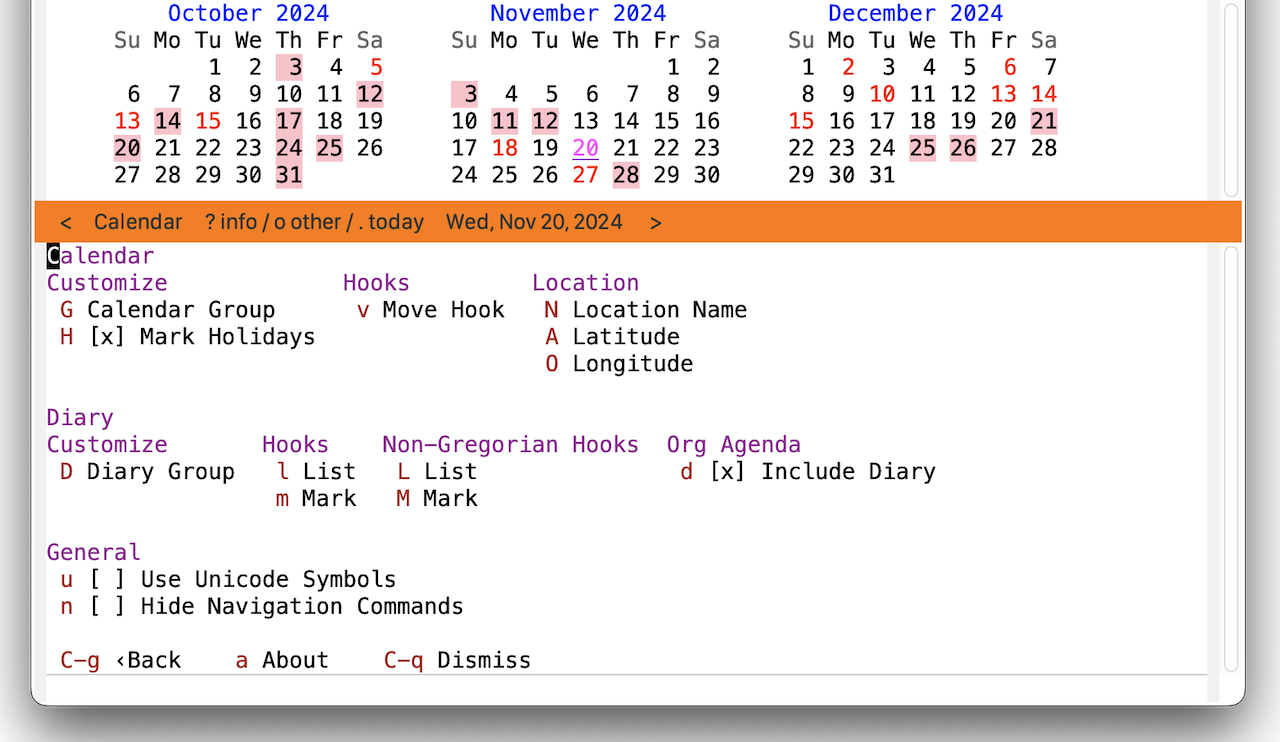 October 2024 November 2024 December 2024
Su Mo Tu We Th Fr Sa Su Mo Tu We Th Fr Sa Su Mo Tu We Th Fr Sa
1 2 3 4 5 1 2 1 2 3 4 5 6 7
6 7 8 9 10 11 12 3 4 5 6 7 8 9 8 9 10 11 12 13 14
13 14 15 16 17 18 19 10 11 12 13 14 15 16 15 16 17 18 19 20 21
20 21 22 23 24 25 26 17 18 19 20 21 22 23 22 23 24 25 26 27 28
27 28 29 30 31 24 25 26 27 28 29 30 29 30 31
< Calendar ? info / o other / . today Wed, Nov 20, 2024 >
Calendar
Customize Hooks Location
G Calendar Group v Move Hook N Location Name
H [x] Mark Holidays A Latitude
O Longitude
Diary
Customize Hooks Non-Gregorian Hooks Org Agenda
D Diary Group l List L List d [x] Include Diary
m Mark M Mark
General
u [ ] Use Unicode Symbols
n [ ] Hide Navigation Commands
C-g ‹Back a About C-q Dismiss